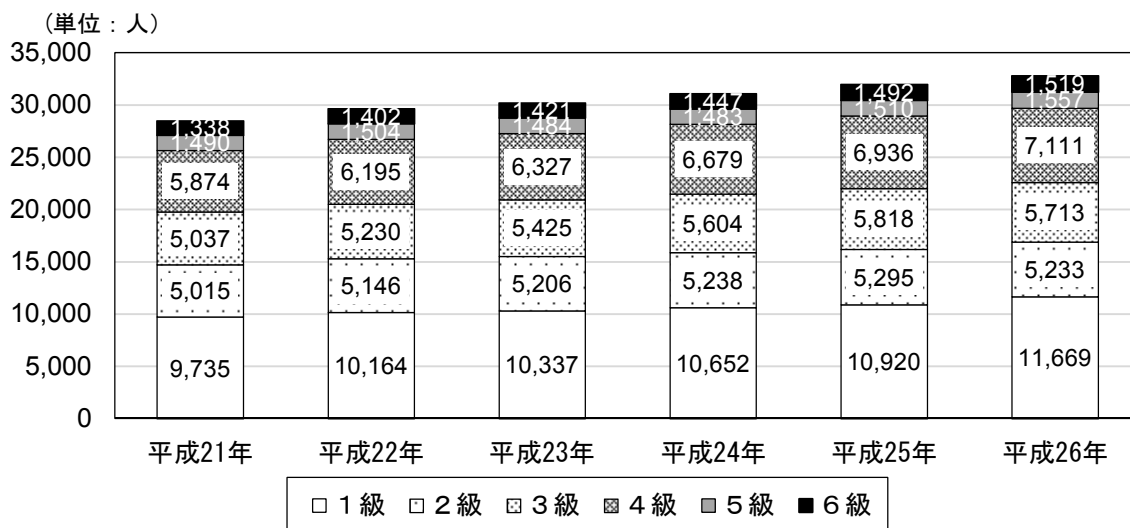 (単位：人)
35,000
30,000
25,000
20,000
15,000
10,000
5,000
0
1,338 1,402 1,421 1,447 1,492 1,519
1,490 1,504 1,484 1,483 1,510 1,557
5,874 6,195 6,327 6,679 6,936 7,111
5,037 5,230 5,425 5,604 5,818 5,713
5,015 5,146 5,206 5,238 5,295 5,233
9,735 10,164 10,337 10,652 10,920 11,669
平成21年 平成22年 平成23年 平成24年 平成25年 平成26年
１級 ２級 ３級 ４級 ５級 ６級